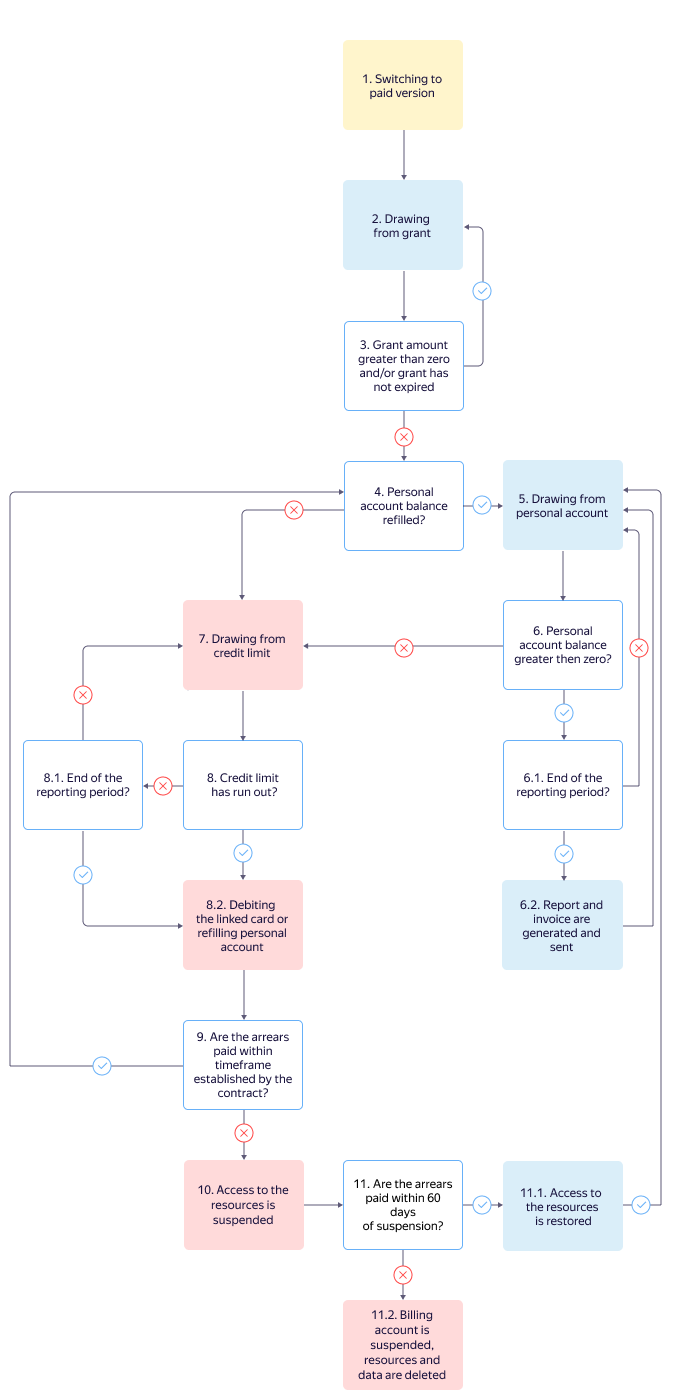 1. Switching to
paid version
2. Drawing
from grant
3. Grant amount
greater than zero
and/or grant has
not expired
4. Personal
account balance
refilled?
5. Drawing from
personal account
6. Personal
account balance
greater then zero?
7. Drawing from
credit limit
8.1. End of the
reporting period?
8. Credit limit
has run out?
6.1. End of the
reporting period?
8.2. Debiting
the linked card or
refilling personal
account
6.2. Report and
invoice are
generated and
sent
9. Are the arrears
paid within
timeframe
established by the
contract?
10. Access to the
resources is
suspended
11. Are the arrears
paid within 60
days
of suspension?
11.1. Access to
the resources
is restored
11.2. Billing
account is
suspended,
resources and
data are deleted